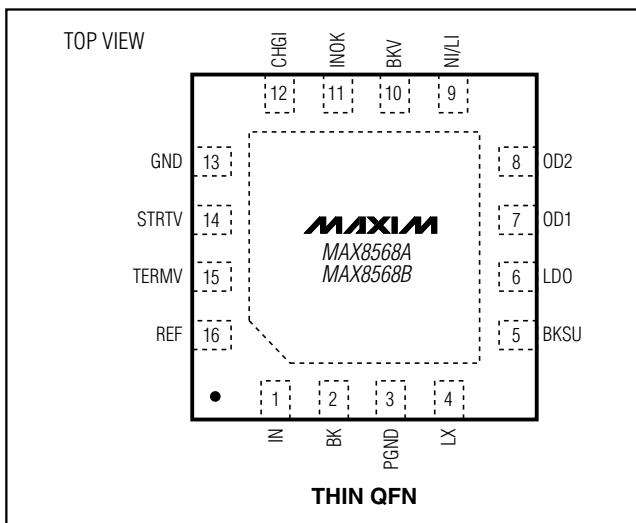 TOP VIEW
CHGI
INOK
BKV
NI/LI
12
11
10
9
GND 13
8 OD2
STRTV 14
7 OD1
MAXIM
MAX8568A
MAX8568B
TERMV 15
6 LDO
REF 16
5 BKSU
1
2
3
4
IN
BK
PGND
LX
THIN QFN